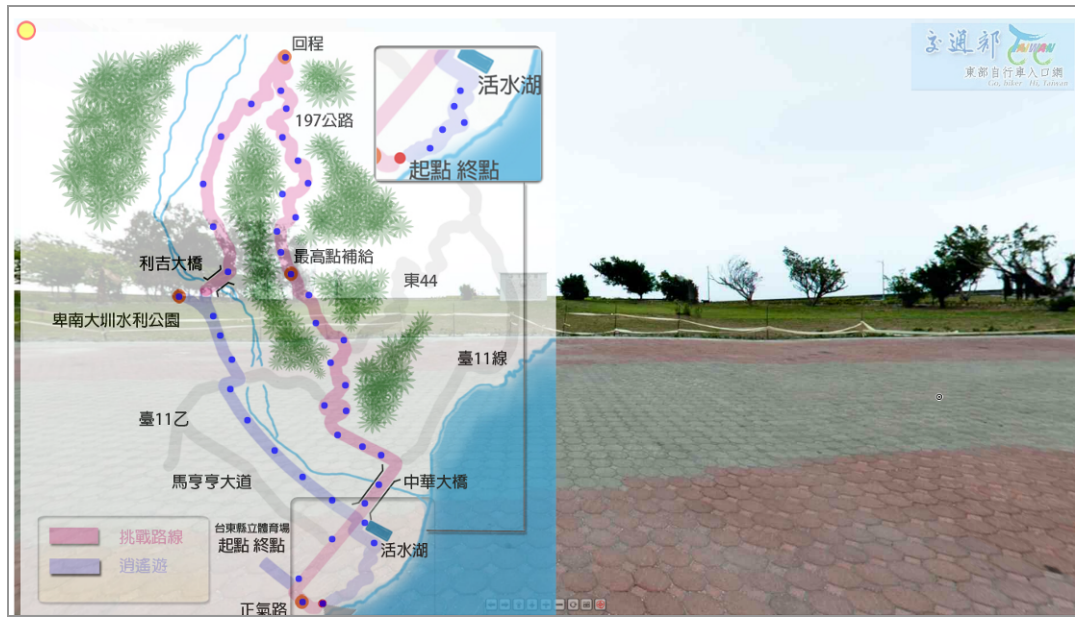 回程
活水湖
197公路
起點 終點
利吉大橋
最高點補給
東44
卑南大圳水利公園
臺11線
臺11乙
馬亨亨大道
中華大橋
台東縣立體育場
起點 終點
活水湖
挑戰路線
逍遙遊
正氣路
交通部
TAIWAN
東部自行車入口網
Go, biker Hi, Taiwan